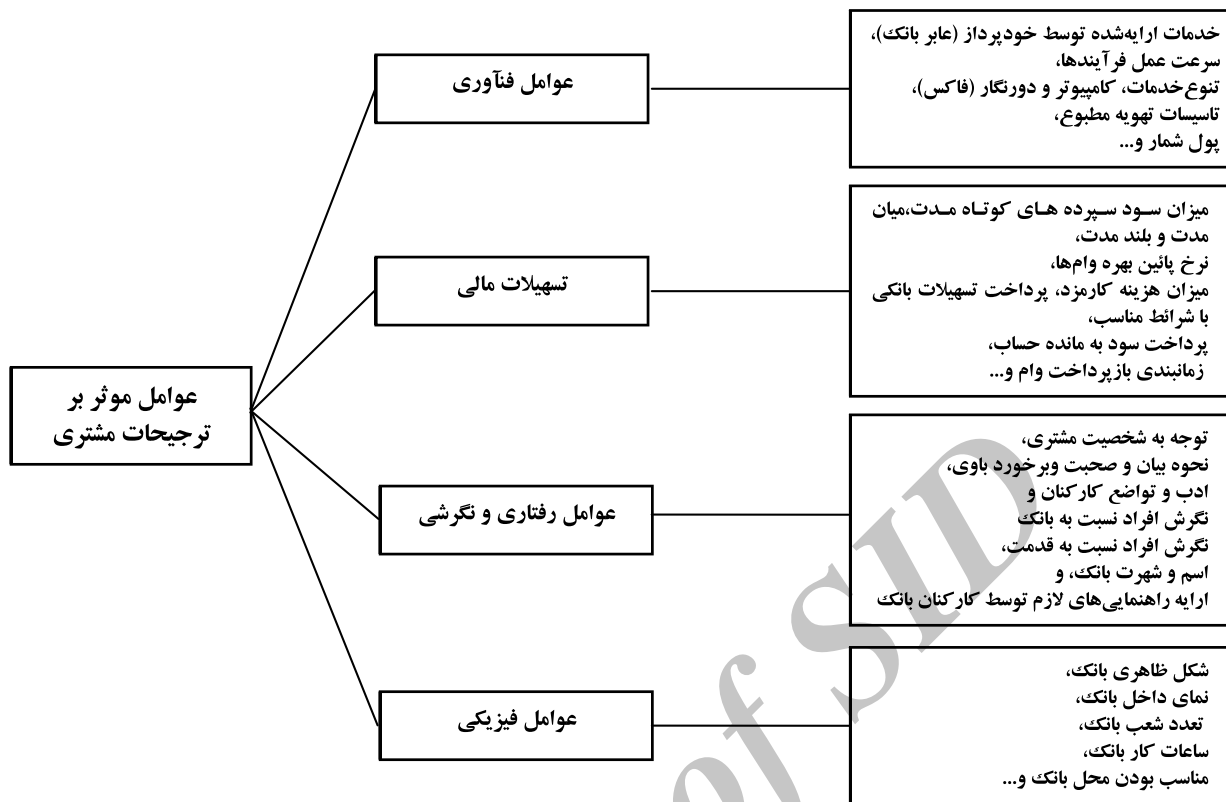 عوامل موثر بر
ترجیحات مشتری
عوامل فنآوری
خدمات ارایه‌شده توسط خودپرداز (عابر بانک)،
سرعت عمل فرآیندها،
تنوع‌خدمات، کامپیوتر و دورنگار (فاکس)،
تاسیسات تهویه مطبوع،
پول شمار و...
تسهیلات مالی
میزان سود سپرده های کوتاه مدت،میان
مدت و بلند مدت،
نرخ پائین بهره وام‌ها،
میزان هزینه کارمزد، پرداخت تسهیلات بانکی
با شرائط مناسب،
پرداخت سود به مانده حساب،
زمانبندی بازپرداخت وام و...
عوامل رفتاری و نگرشی
توجه به شخصیت مشتری،
نحوه بیان و صحبت وبرخورد باوی،
ادب و تواضع کارکنان و
نگرش افراد نسبت به بانک
نگرش افراد نسبت به قدمت،
اسم و شهرت بانک، و
ارایه راهنمایی‌های لازم توسط کارکنان بانک
عوامل فیزیکی
شکل ظاهری بانک،
نمای داخل بانک،
تعدد شعب بانک،
ساعات کار بانک،
مناسب بودن محل بانک و...
of SID